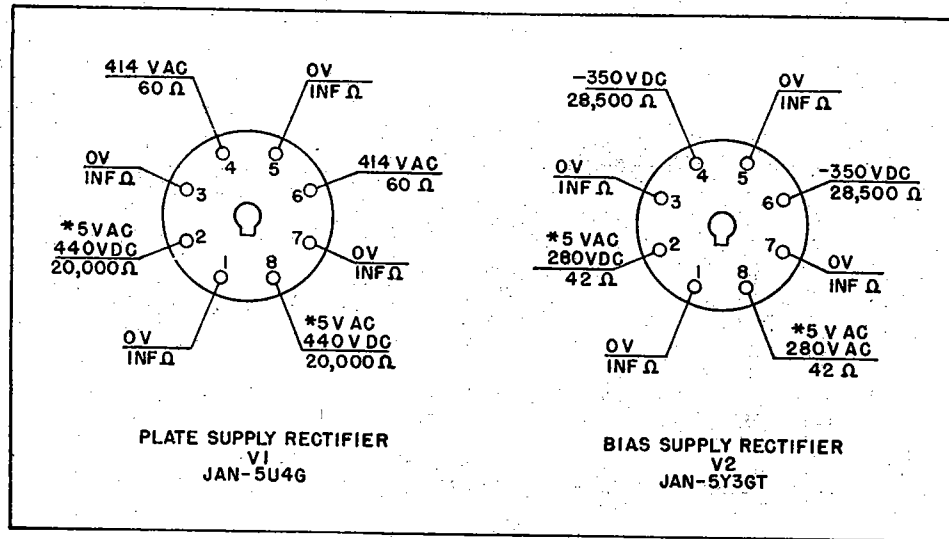 414 VAC
60 Ω
0V
INF Ω
4
5
0V
INF Ω
3
6
414 VAC
60 Ω
*5VAC
440VDC
20,000Ω
2
7
0V
INF Ω
1
8
0V
INF Ω
*5V AC
440V DC
20,000Ω
PLATE SUPPLY RECTIFIER
V1
JAN-5U4G
-350VDC
28,500Ω
0V
INF Ω
4
5
0V
INF Ω
3
6
-350VDC
28,500Ω
*5 VAC
280VDC
42 Ω
2
7
0V
INF Ω
1
8
0V
INF Ω
*5V AC
280V AC
42 Ω
BIAS SUPPLY RECTIFIER
V2
JAN-5Y3GT